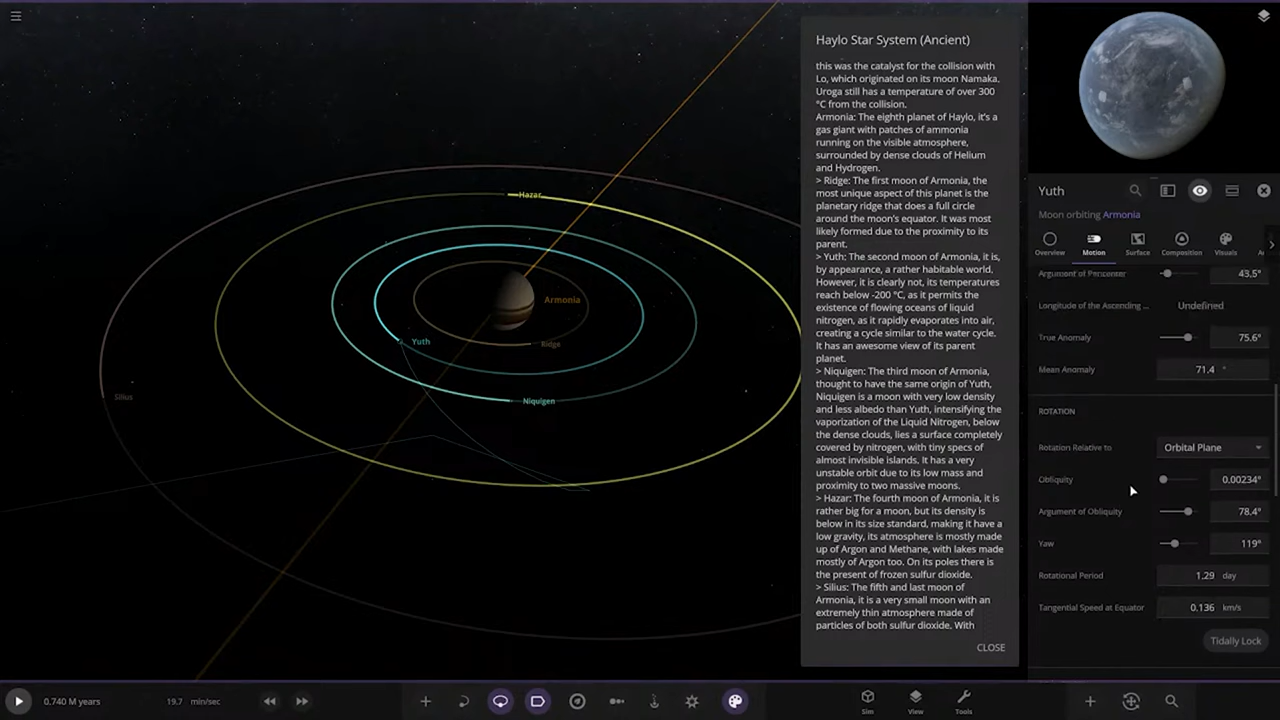 Haylo Star System (Ancient)
this was the catalyst for the collision with
Lo, which originated on its moon Namaka.
Uroga still has a temperature of over 300
°C from the collision.
Armonia: The eighth planet of Haylo, it's a
gas giant with patches of ammonia
running on the visible atmosphere,
surrounded by dense clouds of Helium
and Hydrogen.
> Ridge: The first moon of Armonia, the
most unique aspect of this planet is the
planetary ridge that does a full circle
around the moon's equator. It was most
likely formed due to the proximity to its
parent.
> Yuth: The second moon of Armonia, it is,
by appearance, a rather habitable world,
However, it is clearly not, its temperatures
reach below -200 °C, as it permits the
existence of flowing oceans of liquid
nitrogen, as it rapidly evaporates into air,
creating a cycle similar to the water cycle.
It has an awesome view of its parent
planet.
> Niquigen: The third moon of Armonia,
thought to have the same origin of Yuth,
Niquigen is a moon with very low density
and less albedo than Yuth, intensifying the
vaporization of the Liquid Nitrogen, below
the dense clouds, lies a surface completely
covered by nitrogen, with tiny specs of
almost invisible islands. It has a very
unstable orbit due to its low mass and
proximity to two massive moons.
> Hazar: The fourth moon of Armonia, it is
rather big for a moon, but its density is
below in its size standard, making it have a
low gravity, its atmosphere is mostly made
up of Argon and Methane, with lakes made
mostly of Argon too. On its poles there is
the present of frozen sulfur dioxide.
> Silius: The fifth and last moon of
Armonia, it is a very small moon with an
extremely thin atmosphere made of
particles of both sulfur dioxide, With
CLOSE
Hazar
Armonia
Yuth
Ridge
Silius
Niquigen
Yuth
Moon orbiting Armonia
Overview
Motion
Surface
Composition
Visuals
Argument of Pericenter 43.5°
Longitude of the Ascending ... Undefined
True Anomaly 75.6°
Mean Anomaly 71.4 °
ROTATION
Rotation Relative to Orbital Plane
Obliquity 0.00234°
Argument of Obliquity 78.4°
Yaw 119°
Rotational Period 1.29 day
Tangential Speed at Equator 0.136 km/s
Tidally Lock
0.740 M years
19.7 min/sec
Sim
View
Tools